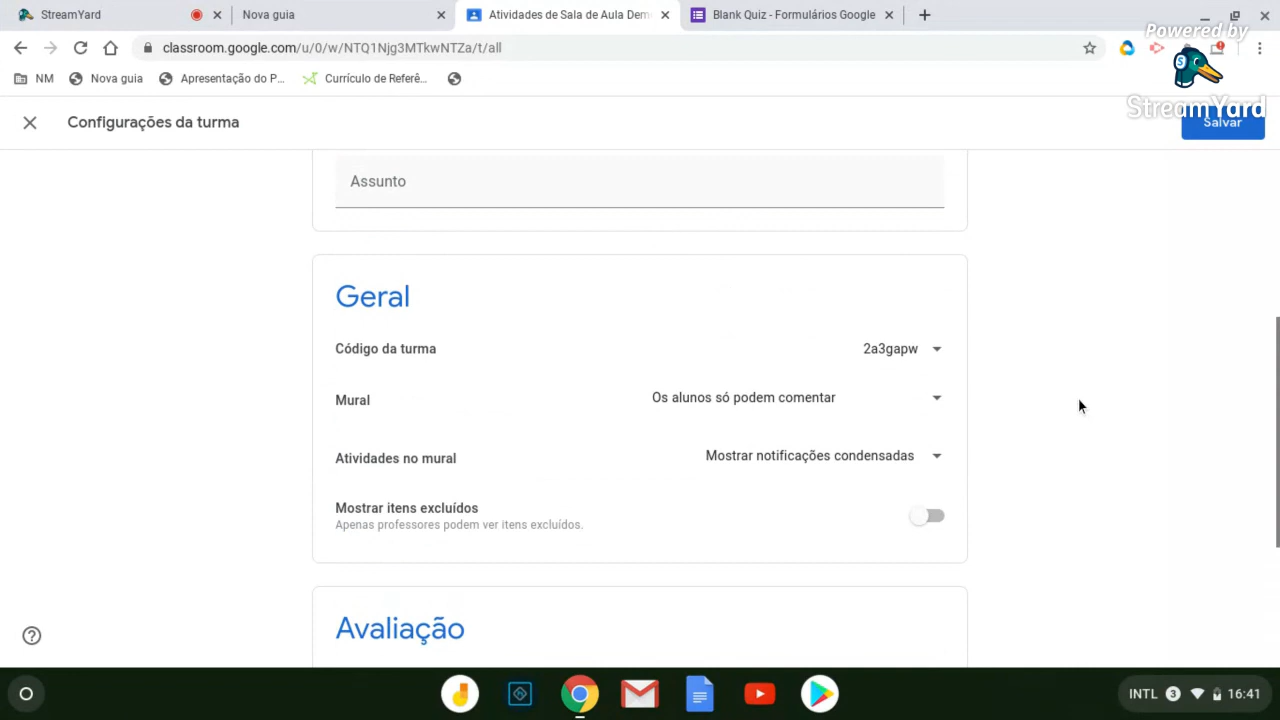 StreamYard
Nova guia
Atividades de Sala de Aula Dem
Blank Quiz - Formulários Google
classroom.google.com/u/0/w/NTQ1Njg3MTkwNTZa/t/all
Powered by
StreamYard
NM
Nova guia
Apresentação do P...
Currículo de Referê...
Configurações da turma
Salvar
Assunto
Geral
Código da turma
2a3gapw
Mural
Os alunos só podem comentar
Atividades no mural
Mostrar notificações condensadas
Mostrar itens excluídos
Apenas professores podem ver itens excluídos.
Avaliação
INTL
3
16:41